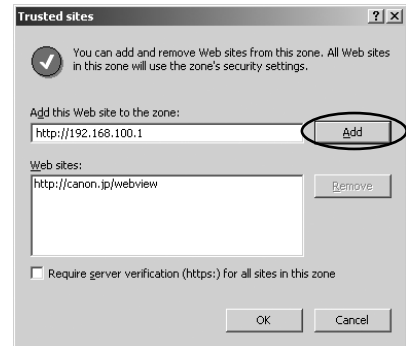 Trusted sites
You can add and remove Web sites from this zone. All Web sites
in this zone will use the zone's security settings.
Add this Web site to the zone:
http://192.168.100.1
Add
Web sites:
http://canon.jp/webview
Remove
Require server verification (https:) for all sites in this zone
OK
Cancel